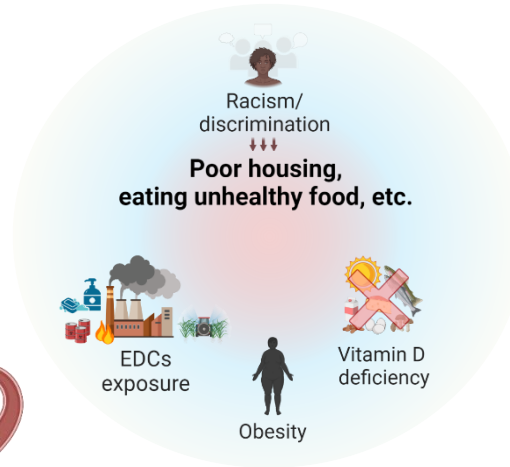 Racism/
discrimination
Poor housing,
eating unhealthy food, etc.
EDCs
exposure
Vitamin D
deficiency
Obesity